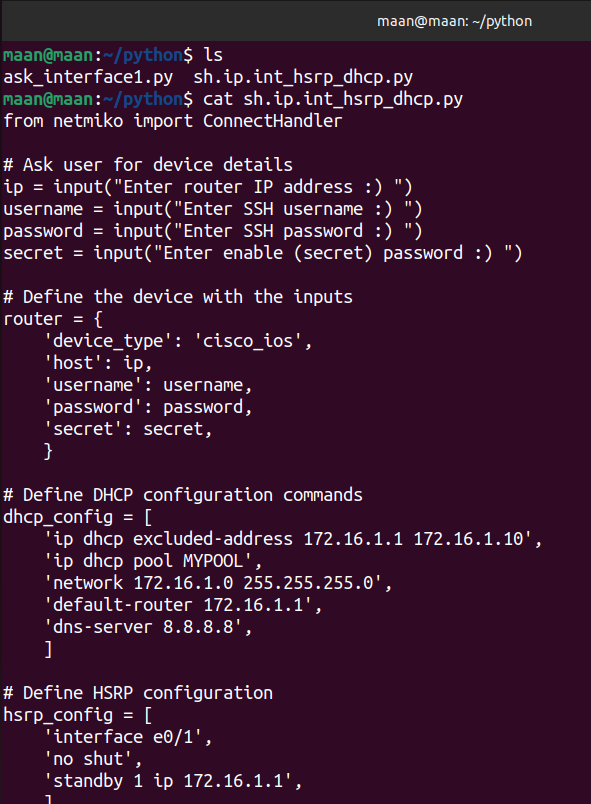 maan@maan: ~/python
maan@maan:~/python$ ls
ask_interface1.py  sh.ip.int_hsrp_dhcp.py
maan@maan:~/python$ cat sh.ip.int_hsrp_dhcp.py
from netmiko import ConnectHandler

# Ask user for device details
ip = input("Enter router IP address :) ")
username = input("Enter SSH username :) ")
password = input("Enter SSH password :) ")
secret = input("Enter enable (secret) password :) ")

# Define the device with the inputs
router = {
    'device_type': 'cisco_ios',
    'host': ip,
    'username': username,
    'password': password,
    'secret': secret,
    }

# Define DHCP configuration commands
dhcp_config = [
    'ip dhcp excluded-address 172.16.1.1 172.16.1.10',
    'ip dhcp pool MYPOOL',
    'network 172.16.1.0 255.255.255.0',
    'default-router 172.16.1.1',
    'dns-server 8.8.8.8',
    ]

# Define HSRP configuration
hsrp_config = [
    'interface e0/1',
    'no shut',
    'standby 1 ip 172.16.1.1',
    ]